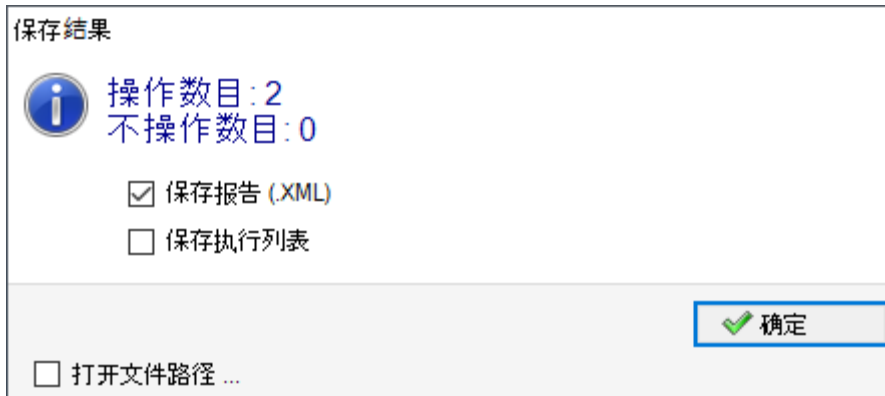 保存结果
操作数目:2
不操作数目:0
保存报告 (.XML)
保存执行列表
确定
打开文件路径 ...